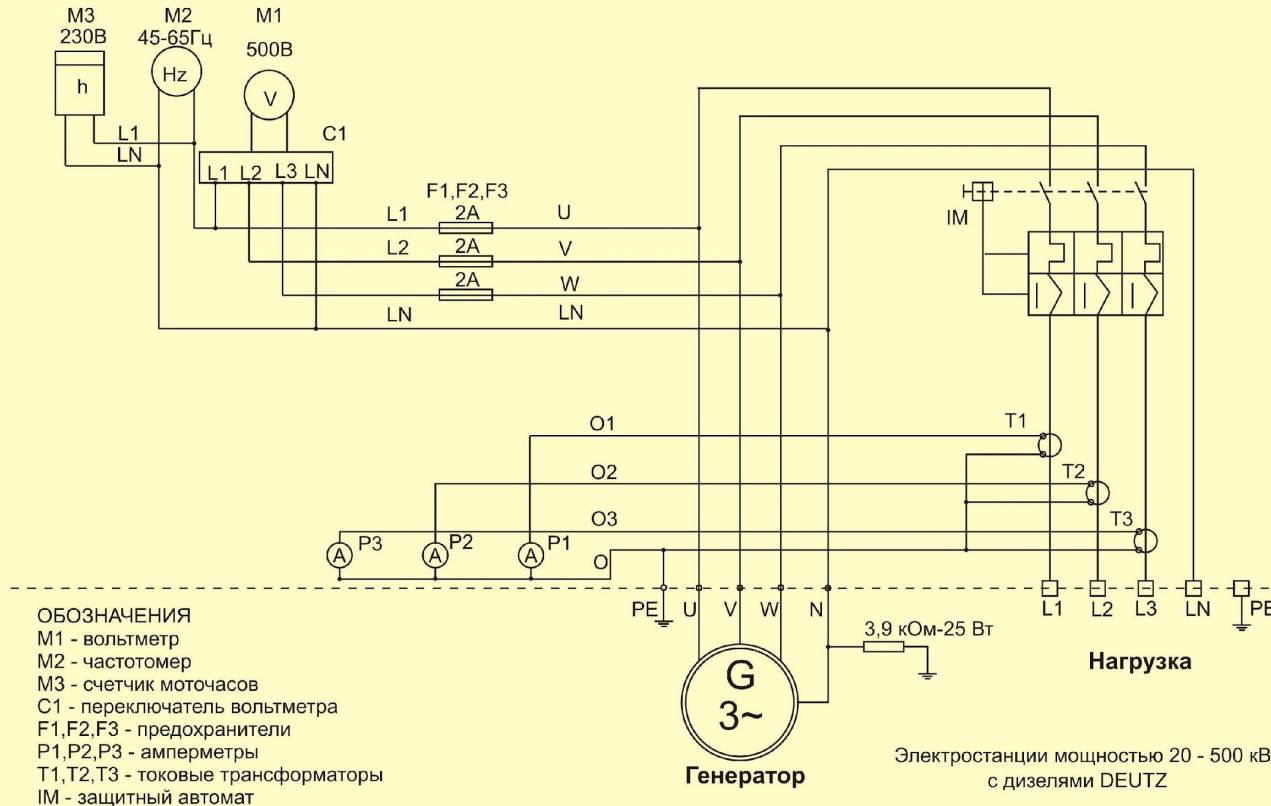 M3
230В
h
M2
45-65Гц
Hz
M1
500В
V
C1
L1
LN
L1 L2 L3 LN
F1,F2,F3
L1 2A U
L2 2A V
2A W
LN LN
IM
O1
T1
O2
T2
O3
T3
A P3
A P2
A P1
O
PE U V W N
L1 L2 L3 LN PE
3,9 кОм-25 Вт
Нагрузка
G
3~
Генератор
ОБОЗНАЧЕНИЯ
M1 - вольтметр
M2 - частотомер
M3 - счетчик моточасов
C1 - переключатель вольтметра
F1,F2,F3 - предохранители
P1,P2,P3 - амперметры
T1,T2,T3 - токовые трансформаторы
IM - защитный автомат
Электростанции мощностью 20 - 500 кВ
с дизелями DEUTZ